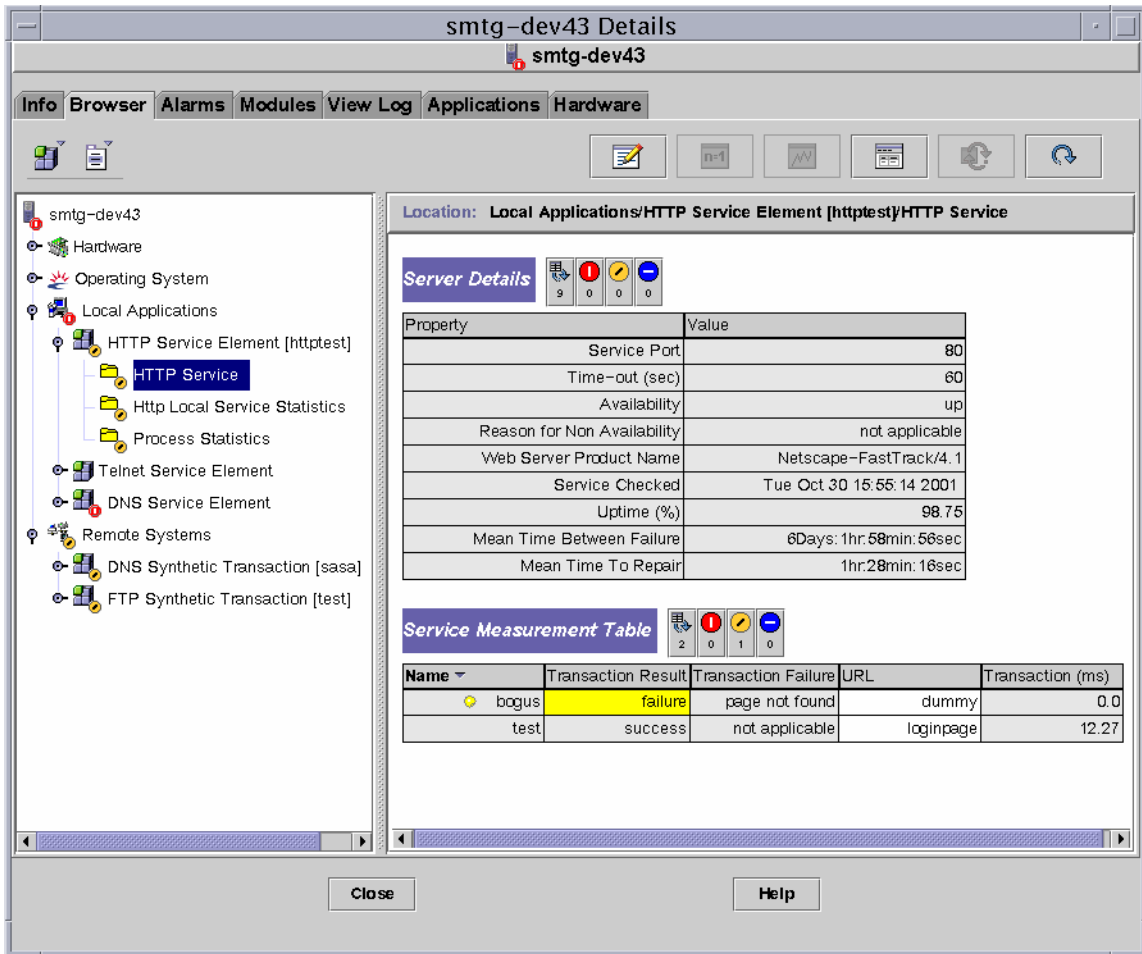 smtg-dev43 Details
smtg-dev43
Info Browser Alarms Modules View Log Applications Hardware
n=1
smtg-dev43
Hardware
Operating System
Local Applications
HTTP Service Element [httptest]
HTTP Service
Http Local Service Statistics
Process Statistics
Telnet Service Element
DNS Service Element
Remote Systems
DNS Synthetic Transaction [sasa]
FTP Synthetic Transaction [test]
Location: Local Applications/HTTP Service Element [httptest]/HTTP Service
Server Details 9 0 0 0
Property Value
Service Port 80
Time-out (sec) 60
Availability up
Reason for Non Availability not applicable
Web Server Product Name Netscape-FastTrack/4.1
Service Checked Tue Oct 30 15:55:14 2001
Uptime (%) 98.75
Mean Time Between Failure 6Days:1hr:58min:56sec
Mean Time To Repair 1hr:28min:16sec
Service Measurement Table 2 0 1 0
Name Transaction Result Transaction Failure URL Transaction (ms)
bogus failure page not found dummy 0.0
test success not applicable loginpage 12.27
Close Help